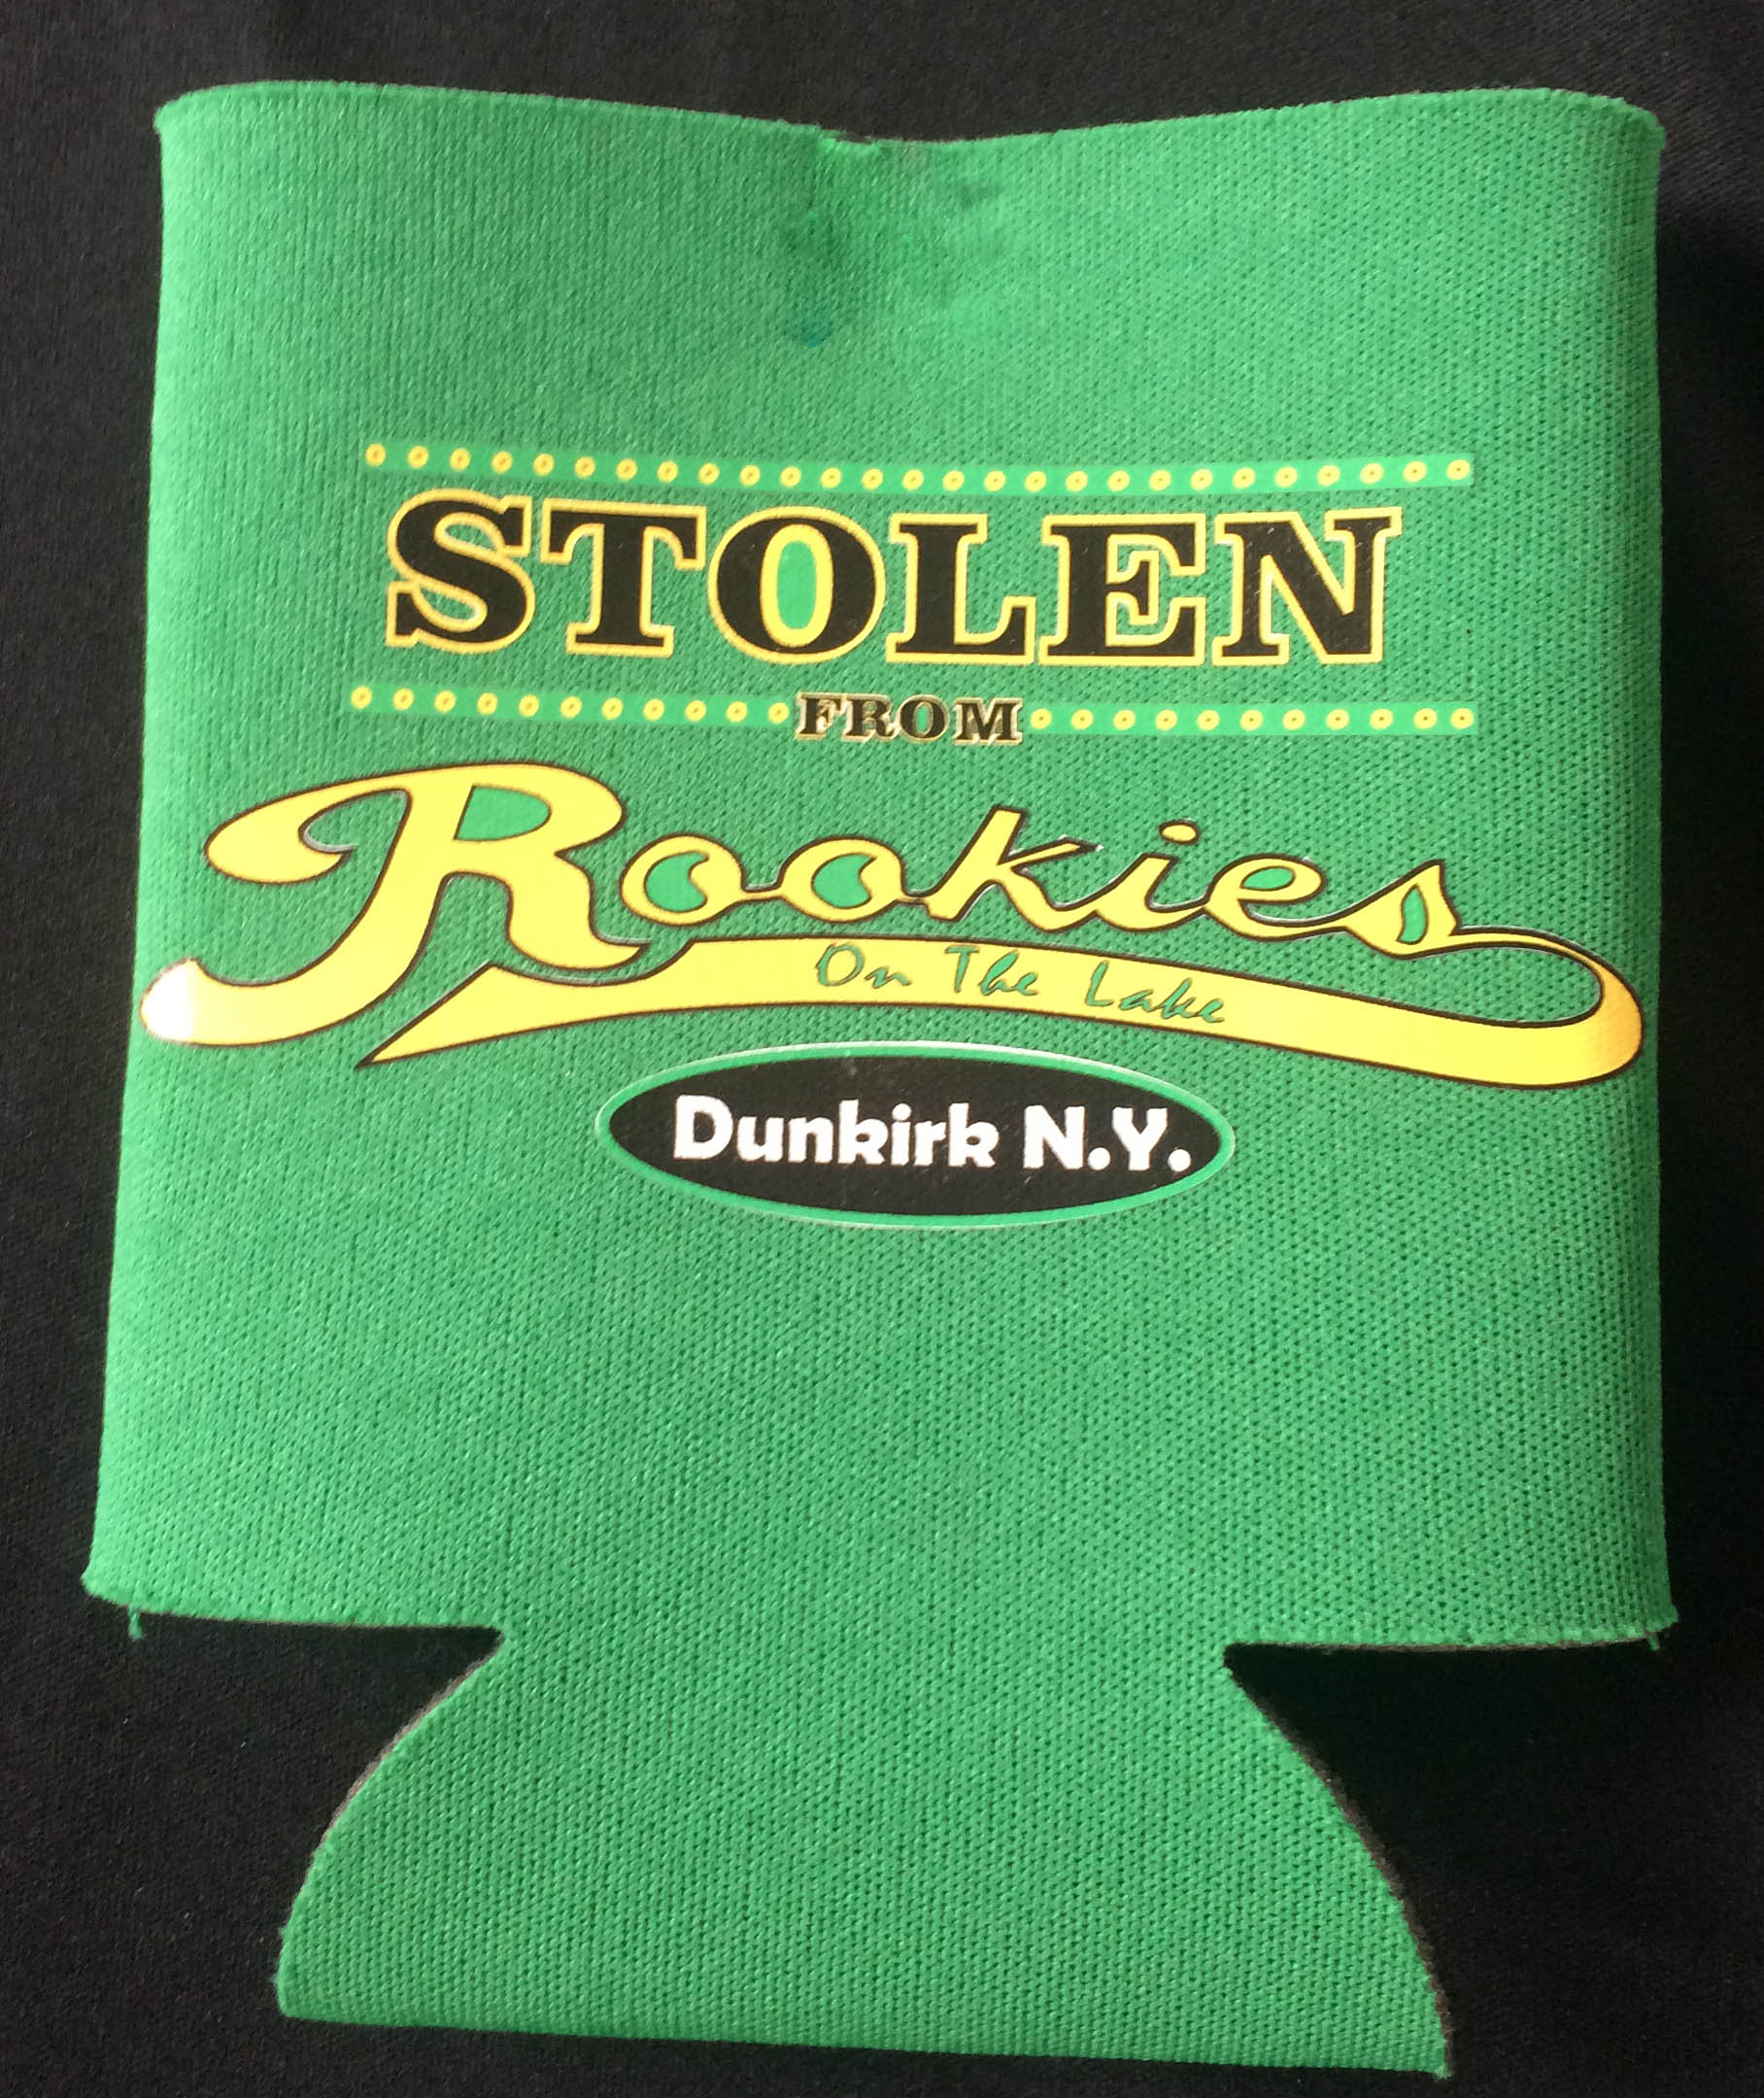 STOLEN
FROM
Rookies
On The Lake
Dunkirk N.Y.